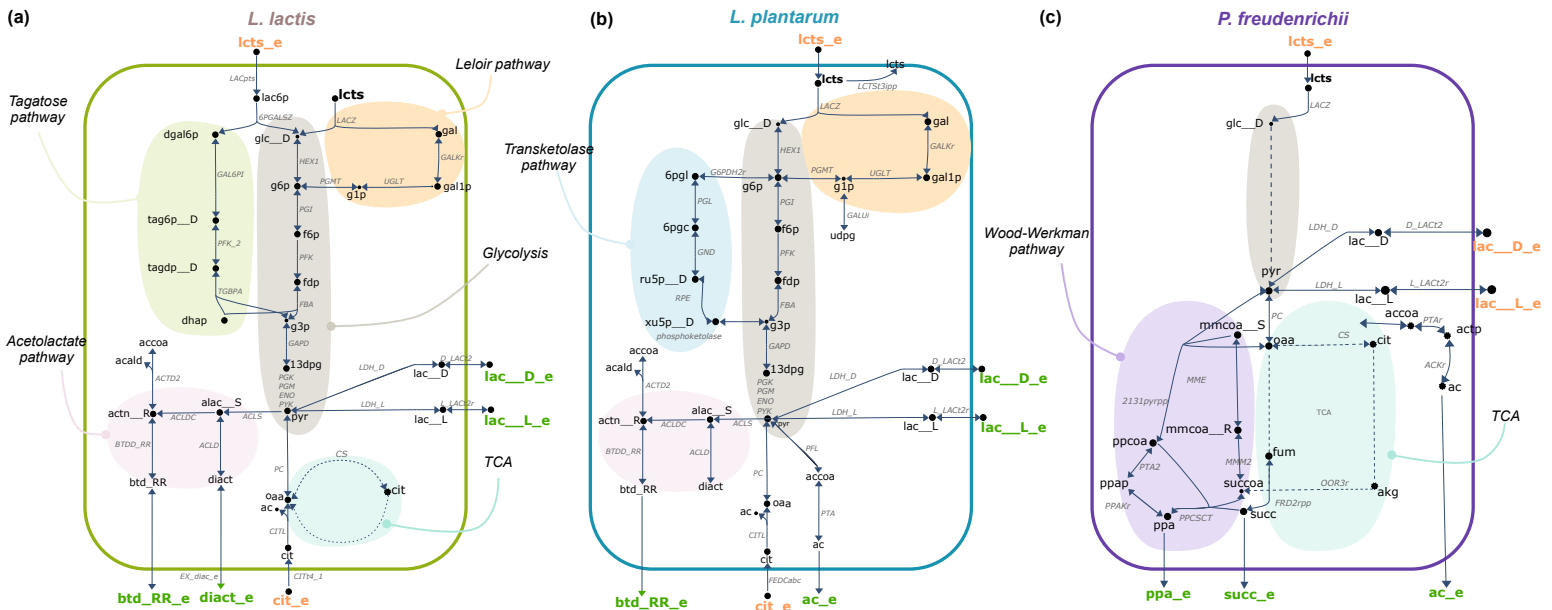 (a)
L. lactis
lcts_e
LACpts
lac6p
lcts
6PGALSZ
LACZ
Leloir pathway
Tagatose
pathway
dgal6p
glc__D
gal
GAL6PI
HEX1
GALKr
g6p
PGMT
g1p
UGLT
gal1p
PGI
tag6p__D
f6p
PFK_2
PFK
Glycolysis
tagdp__D
fdp
TGBPA
FBA
dhap
g3p
GAPD
Acetolactate
pathway
accoa
acald
13dpg
ACTD2
PGK
PGM
ENO
PYK
LDH_D
D_LACt2
lac__D
lac__D_e
actn__R
ACLDC
alac__S
ACLS
pyr
LDH_L
L_LACt2r
lac__L
lac__L_e
BTDD_RR
ACLD
btd_RR
diact
PC
CS
TCA
oaa
cit
ac
CITL
cit
EX_diac_e
CITt4_1
btd_RR_e
diact_e
cit_e
(b)
L. plantarum
lcts_e
lcts
lcts
LCTSt3ipp
LACZ
glc__D
gal
Transketolase
pathway
HEX1
GALKr
6pgl
G6PDH2r
g6p
PGMT
g1p
UGLT
gal1p
PGL
PGI
GALUi
udpg
6pgc
f6p
GND
PFK
ru5p__D
fdp
RPE
FBA
xu5p__D
phosphoketolase
g3p
GAPD
accoa
acald
13dpg
ACTD2
PGK
PGM
ENO
PYK
LDH_D
D_LACt2
lac__D
lac__D_e
actn__R
ACLDC
alac__S
ACLS
pyr
LDH_L
L_LACt2r
lac__L
lac__L_e
BTDD_RR
ACLD
PFL
btd_RR
diact
PC
accoa
oaa
ac
PTA
CITL
ac
cit
FEDCabc
btd_RR_e
cit_e
ac_e
(c)
P. freudenrichii
lcts_e
lcts
LACZ
glc__D
Wood-Werkman
pathway
LDH_D
lac__D
D_LACt2
lac__D_e
pyr
LDH_L
lac__L
L_LACt2r
lac__L_e
PC
mmcoa__S
oaa
CS
cit
accoa
PTAr
actp
ACKr
ac
MME
2131pyrpp
TCA
TCA
mmcoa__R
ppcoa
PTA2
MMM2
fum
ppap
succoa
OOR3r
akg
PPAKr
ppa
PPCSCT
succ
FRD2rpp
ppa_e
succ_e
ac_e